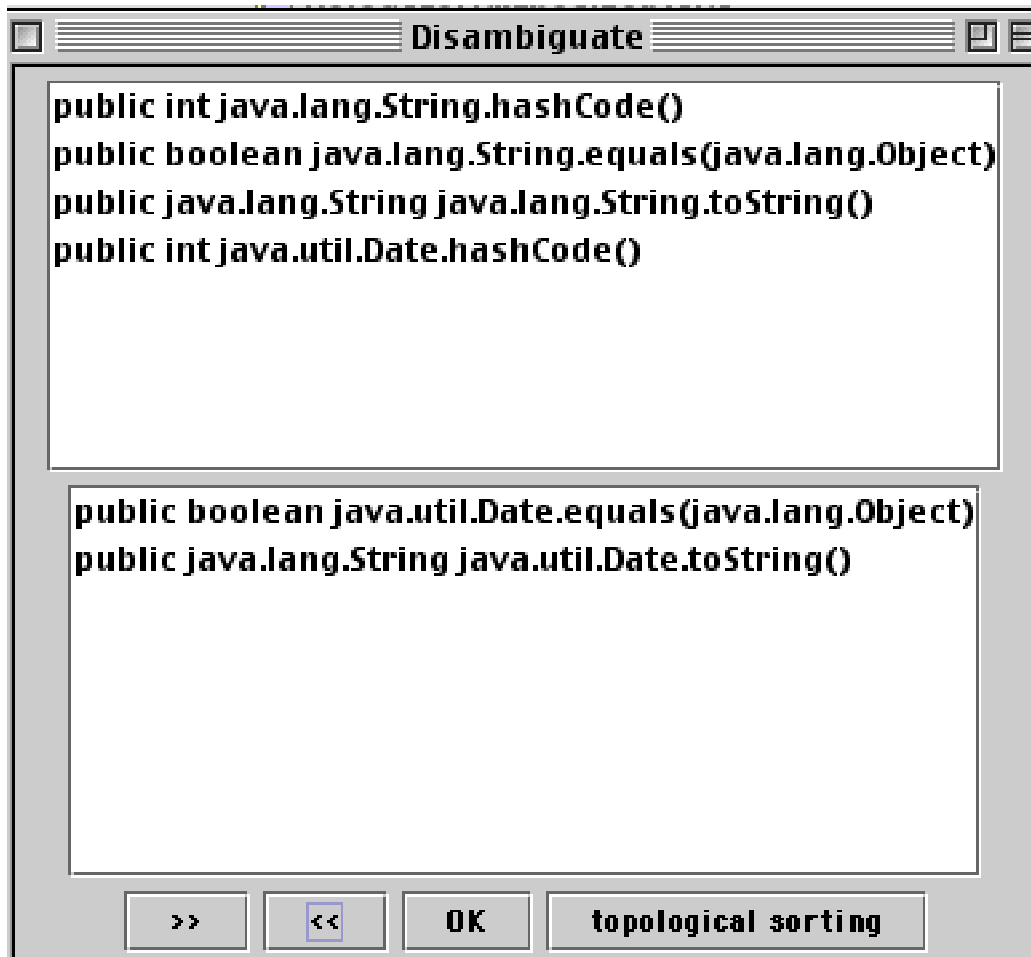 Disambiguate
public int java.lang.String.hashCode()
public boolean java.lang.String.equals(java.lang.Object)
public java.lang.String java.lang.String.toString()
public int java.util.Date.hashCode()
public boolean java.util.Date.equals(java.lang.Object)
public java.lang.String java.util.Date.toString()
>> << OK topological sorting